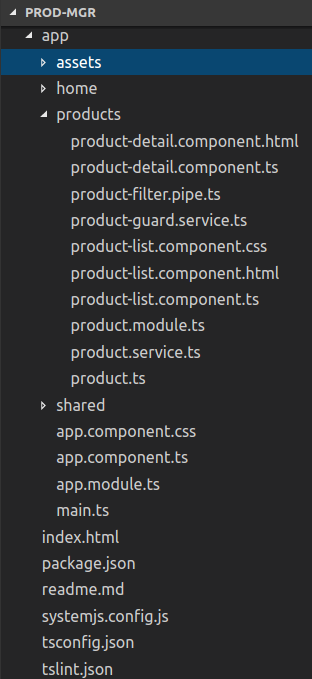 PROD-MGR
app
assets
home
products
product-detail.component.html
product-detail.component.ts
product-filter.pipe.ts
product-guard.service.ts
product-list.component.css
product-list.component.html
product-list.component.ts
product.module.ts
product.service.ts
product.ts
shared
app.component.css
app.component.ts
app.module.ts
main.ts
index.html
package.json
readme.md
systemjs.config.js
tsconfig.json
tslint.json